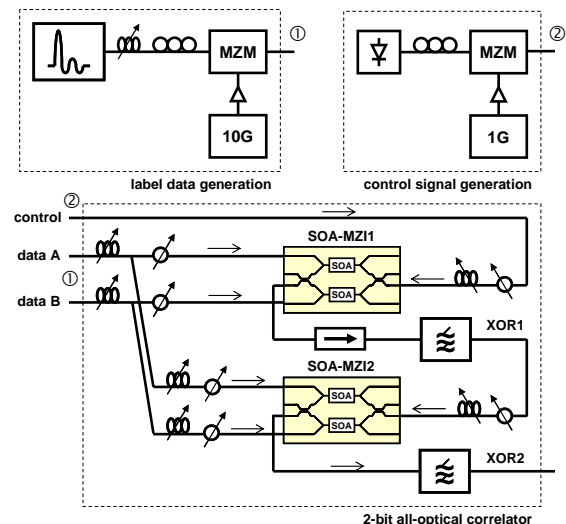 ①
②
MZM
MZM
10G
1G
label data generation
control signal generation
②
control
SOA-MZI1
data A
SOA
①
data B
SOA
XOR1
SOA-MZI2
SOA
SOA
XOR2
2-bit all-optical correlator